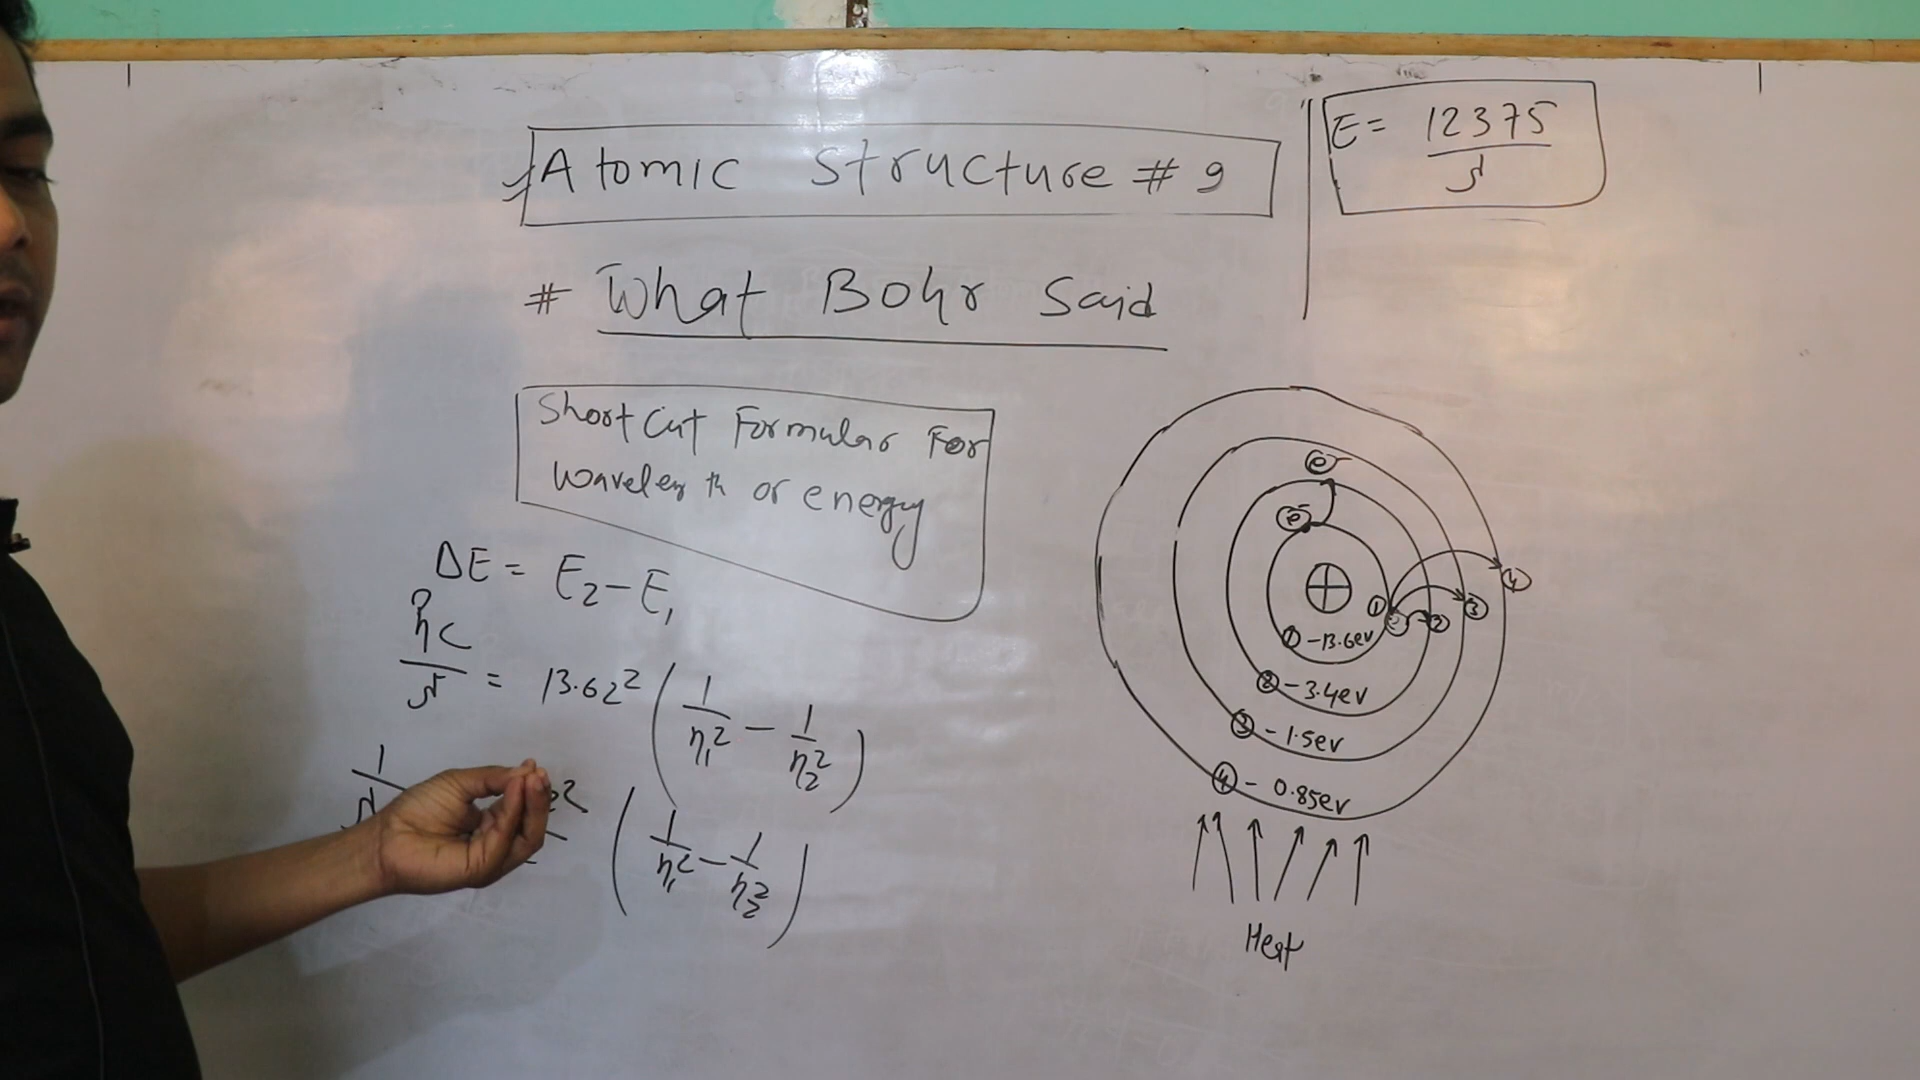 Atomic Structure # 9
E = 12375/λ
# What Bohr Said
Short Cut Formular For
wavelength or energy
ΔE = E₂ - E₁
hc/λ = 13.6z² (1/n₁² - 1/n₂²)
1/λ (1/n₁² - 1/n₂²)
e⁻
e⁻
1
2
3
4
① -13.6ev
② -3.4ev
③ -1.5ev
④ -0.85ev
Heat